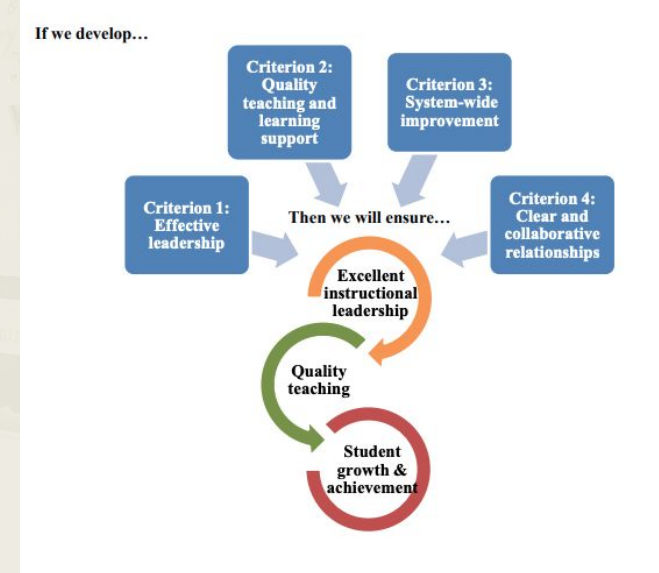 If we develop…
Criterion 1:
Effective
leadership
Criterion 2:
Quality
teaching and
learning
support
Criterion 3:
System-wide
improvement
Criterion 4:
Clear and
collaborative
relationships
Then we will ensure…
Excellent
instructional
leadership
Quality
teaching
Student
growth &
achievement